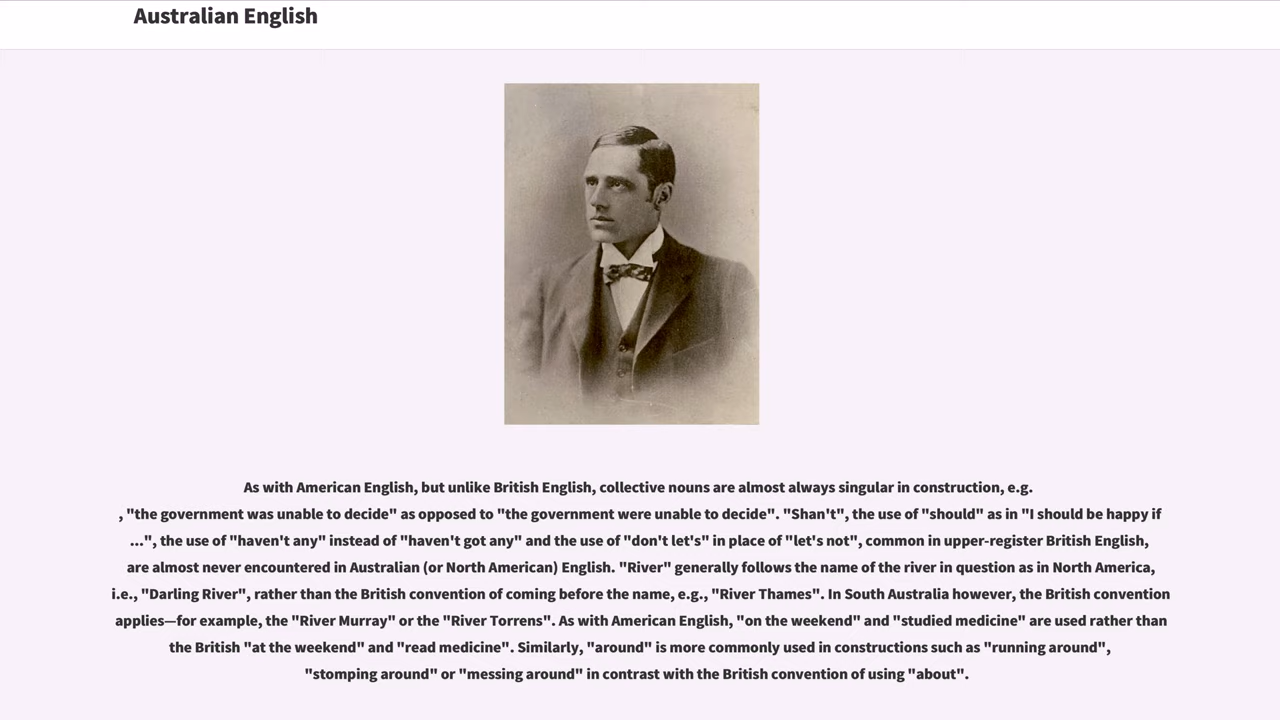 Australian English
As with American English, but unlike British English, collective nouns are almost always singular in construction, e.g.
, "the government was unable to decide" as opposed to "the government were unable to decide". "Shan't", the use of "should" as in "I should be happy if
...", the use of "haven't any" instead of "haven't got any" and the use of "don't let's" in place of "let's not", common in upper-register British English,
are almost never encountered in Australian (or North American) English. "River" generally follows the name of the river in question as in North America,
i.e., "Darling River", rather than the British convention of coming before the name, e.g., "River Thames". In South Australia however, the British convention
applies—for example, the "River Murray" or the "River Torrens". As with American English, "on the weekend" and "studied medicine" are used rather than
the British "at the weekend" and "read medicine". Similarly, "around" is more commonly used in constructions such as "running around",
"stomping around" or "messing around" in contrast with the British convention of using "about".